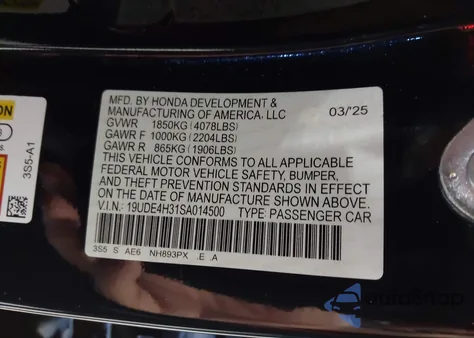 MFD. BY HONDA DEVELOPMENT &
MANUFACTURING OF AMERICA, LLC
03/'25
GVWR 1850KG (4078LBS)
GAWR F 1000KG (2204LBS)
GAWR R 865KG (1906LBS)
THIS VEHICLE CONFORMS TO ALL APPLICABLE
FEDERAL MOTOR VEHICLE SAFETY, BUMPER,
AND THEFT PREVENTION STANDARDS IN EFFECT
ON THE DATE OF MANUFACTURE SHOWN ABOVE.
V.I.N.: 19UDE4H31SA014500 TYPE PASSENGER CAR
3S5 S AE6 NH893PX .E .A
3S5-A1